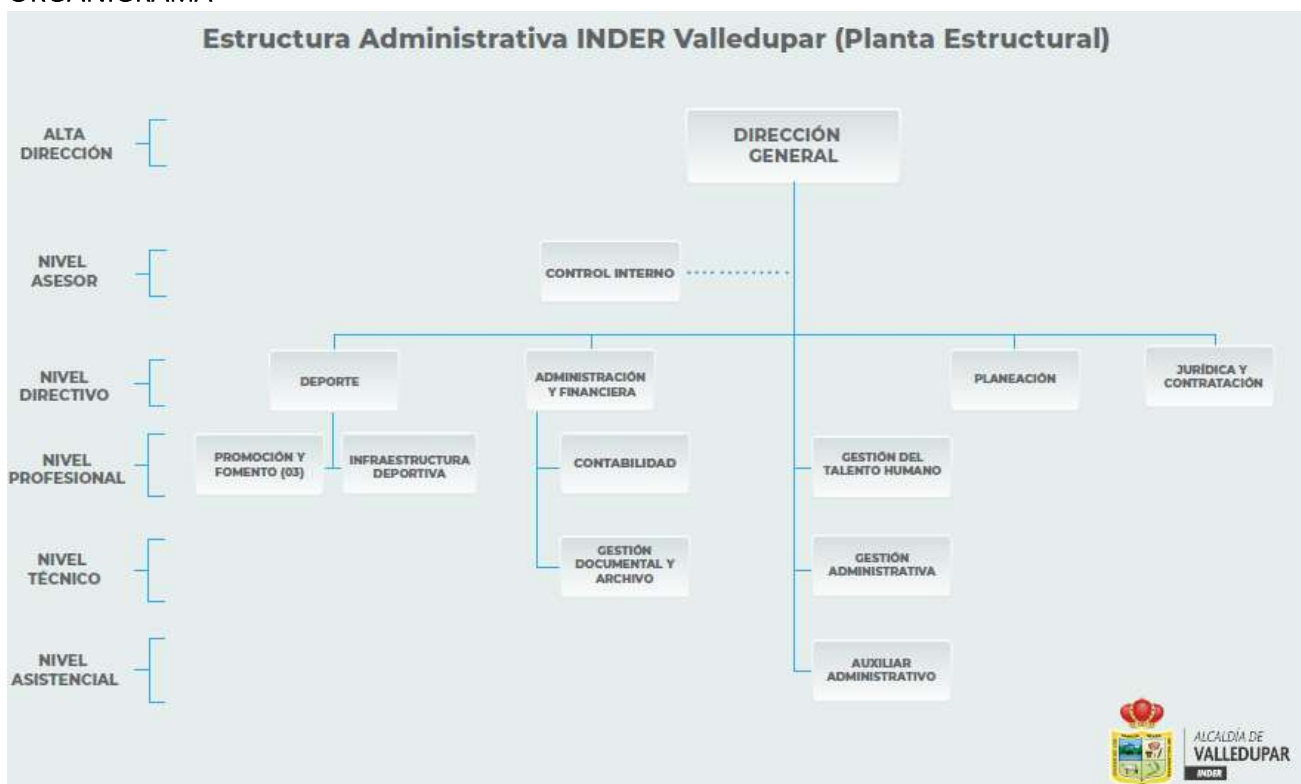 ORGANIGRAMA
Estructura Administrativa INDER Valledupar (Planta Estructural)
ALTA
DIRECCIÓN
DIRECCIÓN
GENERAL
NIVEL
ASESOR
CONTROL INTERNO
NIVEL
DIRECTIVO
DEPORTE
ADMINISTRACIÓN
Y FINANCIERA
PLANEACIÓN
JURÍDICA Y
CONTRATACIÓN
NIVEL
PROFESIONAL
PROMOCIÓN Y
FOMENTO (03)
INFRAESTRUCTURA
DEPORTIVA
CONTABILIDAD
GESTIÓN DEL
TALENTO HUMANO
NIVEL
TÉCNICO
GESTIÓN
DOCUMENTAL Y
ARCHIVO
GESTIÓN
ADMINISTRATIVA
NIVEL
ASISTENCIAL
AUXILIAR
ADMINISTRATIVO
ALCALDÍA DE
VALLEDUPAR
INDER